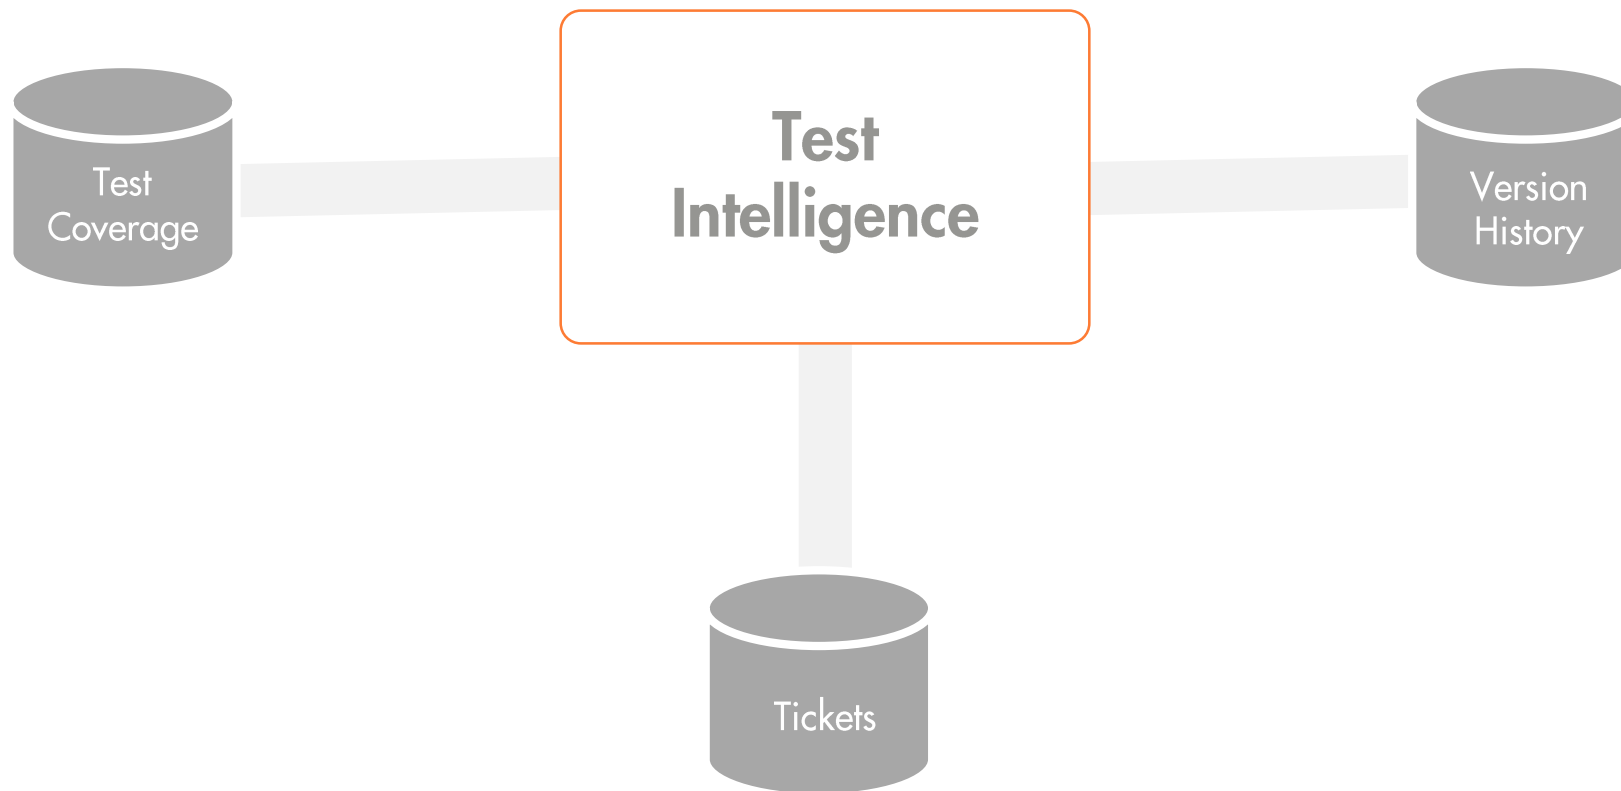 Test
Intelligence
Test
Coverage
Version
History
Tickets